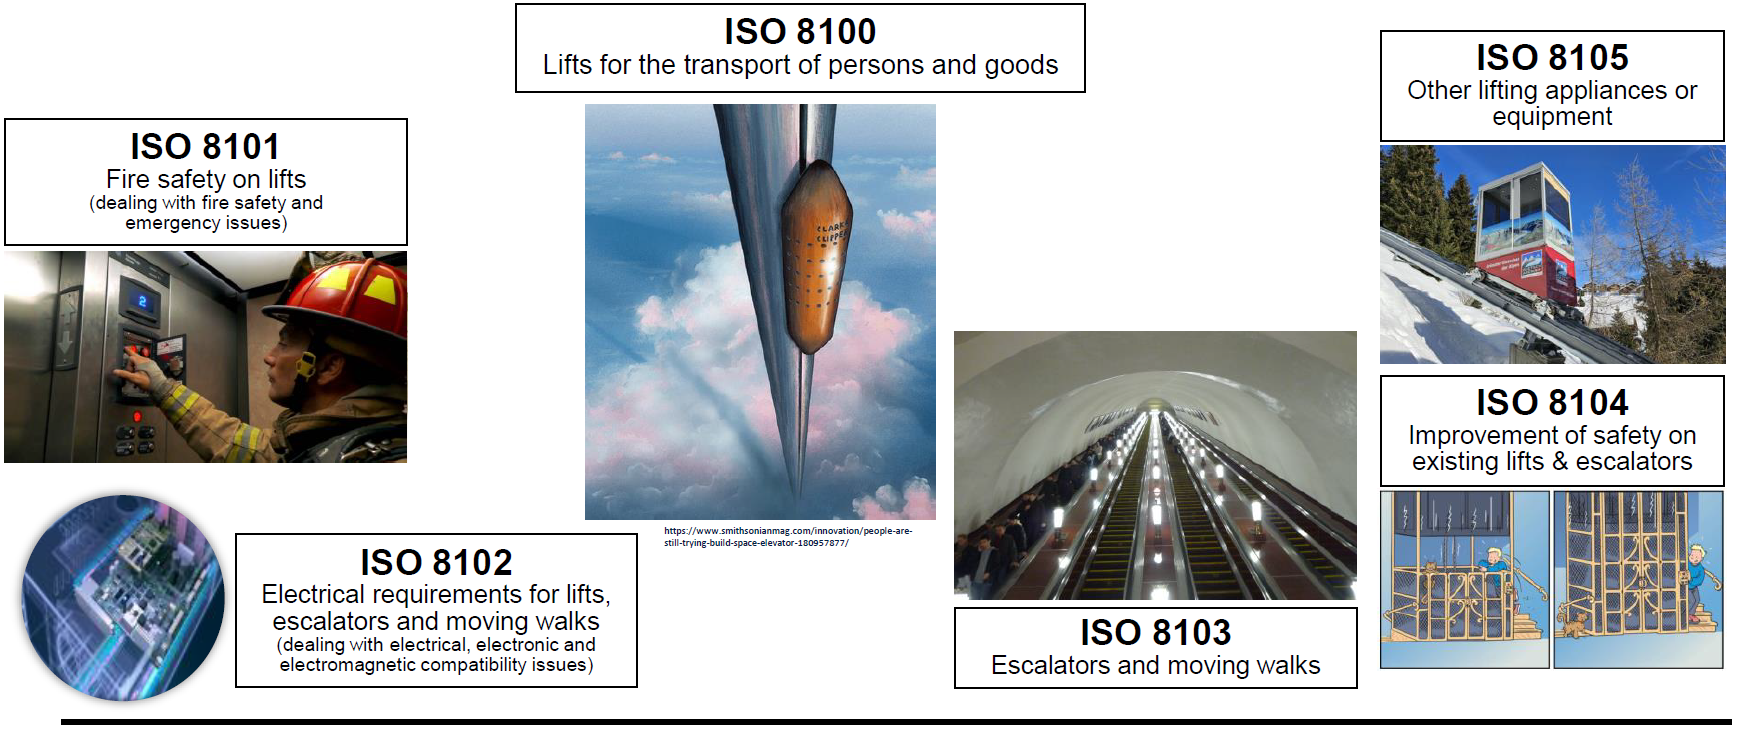 ISO 8100
Lifts for the transport of persons and goods
ISO 8105
Other lifting appliances or
equipment
ISO 8101
Fire safety on lifts
(dealing with fire safety and
emergency issues)
2
CLARKE
CLIPPER
https://www.smithsonianmag.com/innovation/people-are-
still-trying-build-space-elevator-180957877/
ISO 8104
Improvement of safety on
existing lifts & escalators
ISO 8102
Electrical requirements for lifts,
escalators and moving walks
(dealing with electrical, electronic and
electromagnetic compatibility issues)
ISO 8103
Escalators and moving walks